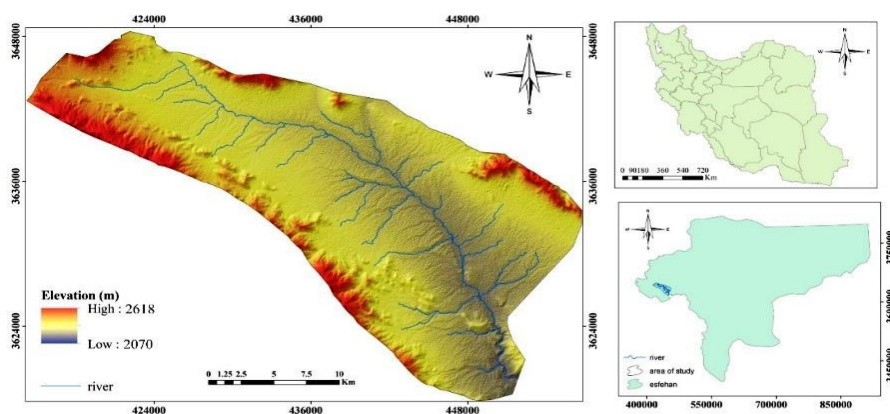 424000 436000 448000
3648000
3636000
3624000
N
W E
S
Elevation (m)
High : 2618
Low : 2070
river
0 1.25 2.5 5 7.5 10
Km
424000 436000 448000
3648000
3636000
3624000
N
W E
S
0 90180 360 540 720
Km
N
W E
S
river
area of study
esfehan
400000 550000 700000 850000